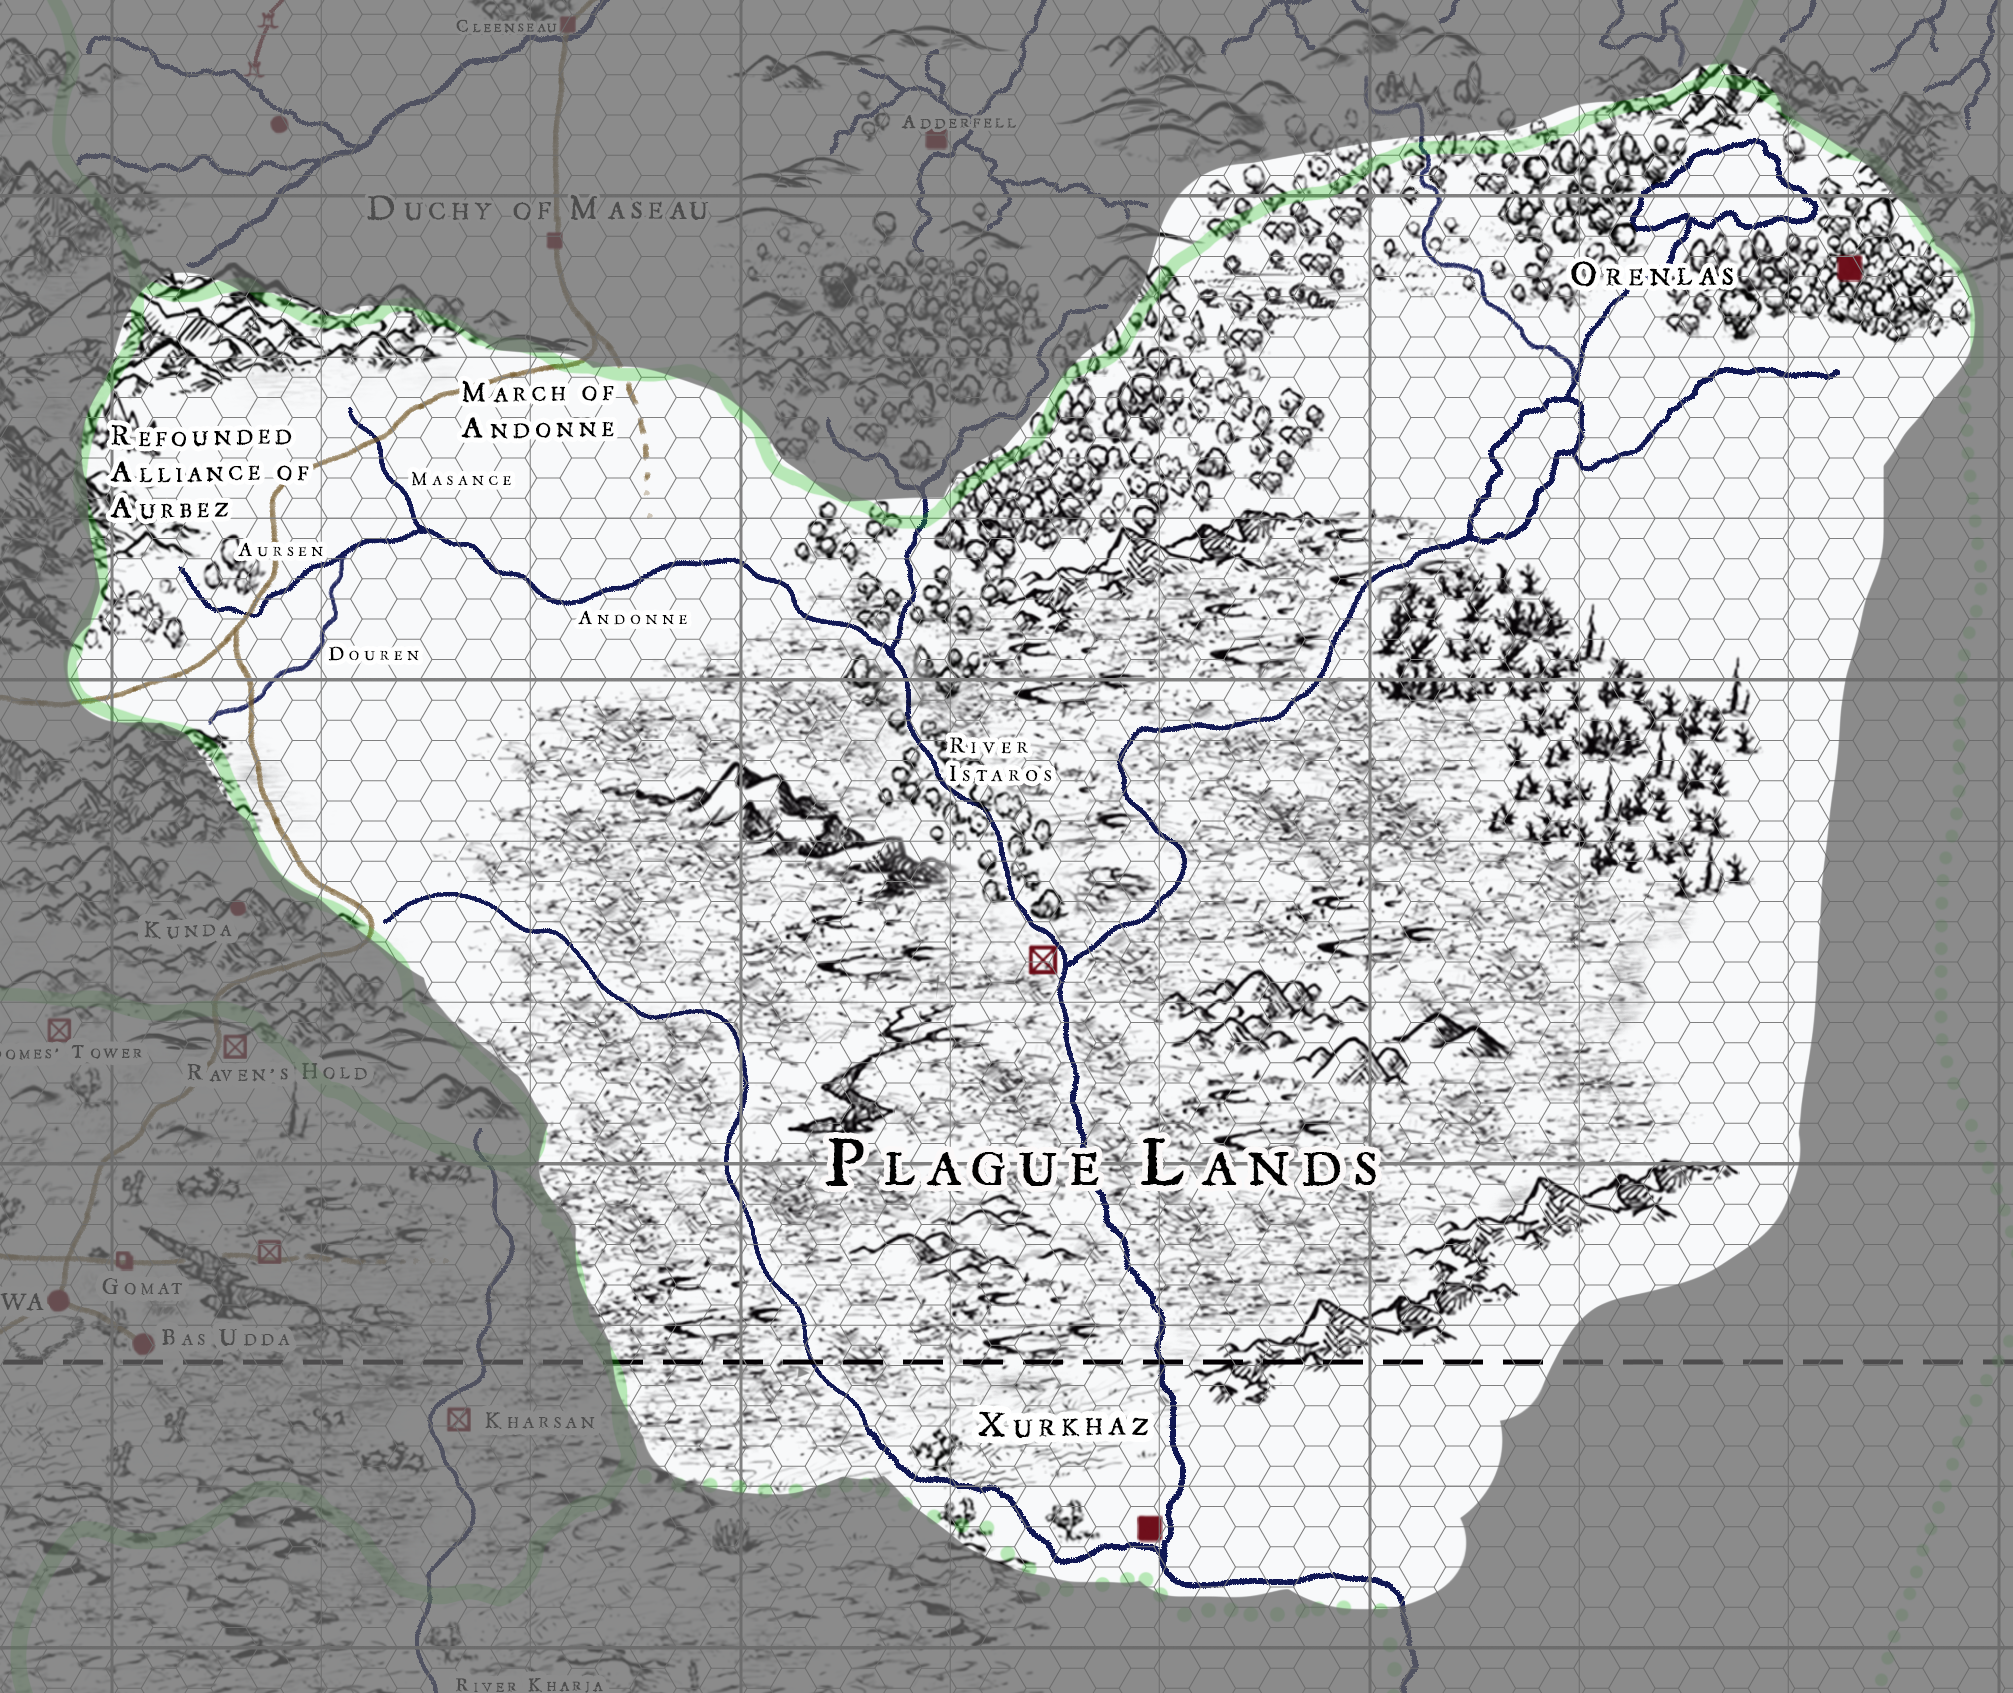 CLEENSEAU
ADDERFELL
DUCHY OF MASEAU
ORENLAS
MARCH OF
ANDONNE
REFOUNDED
ALLIANCE OF
AURBEZ
MASANCE
AURSEN
ANDONNE
DOUREN
RIVER
ISTAROS
KUNDA
OMES' TOWER
RAVEN'S HOLD
PLAGUE LANDS
GOMAT
WA
BAS UDDA
KHARSAN
XURKHAZ
RIVER KHARJA